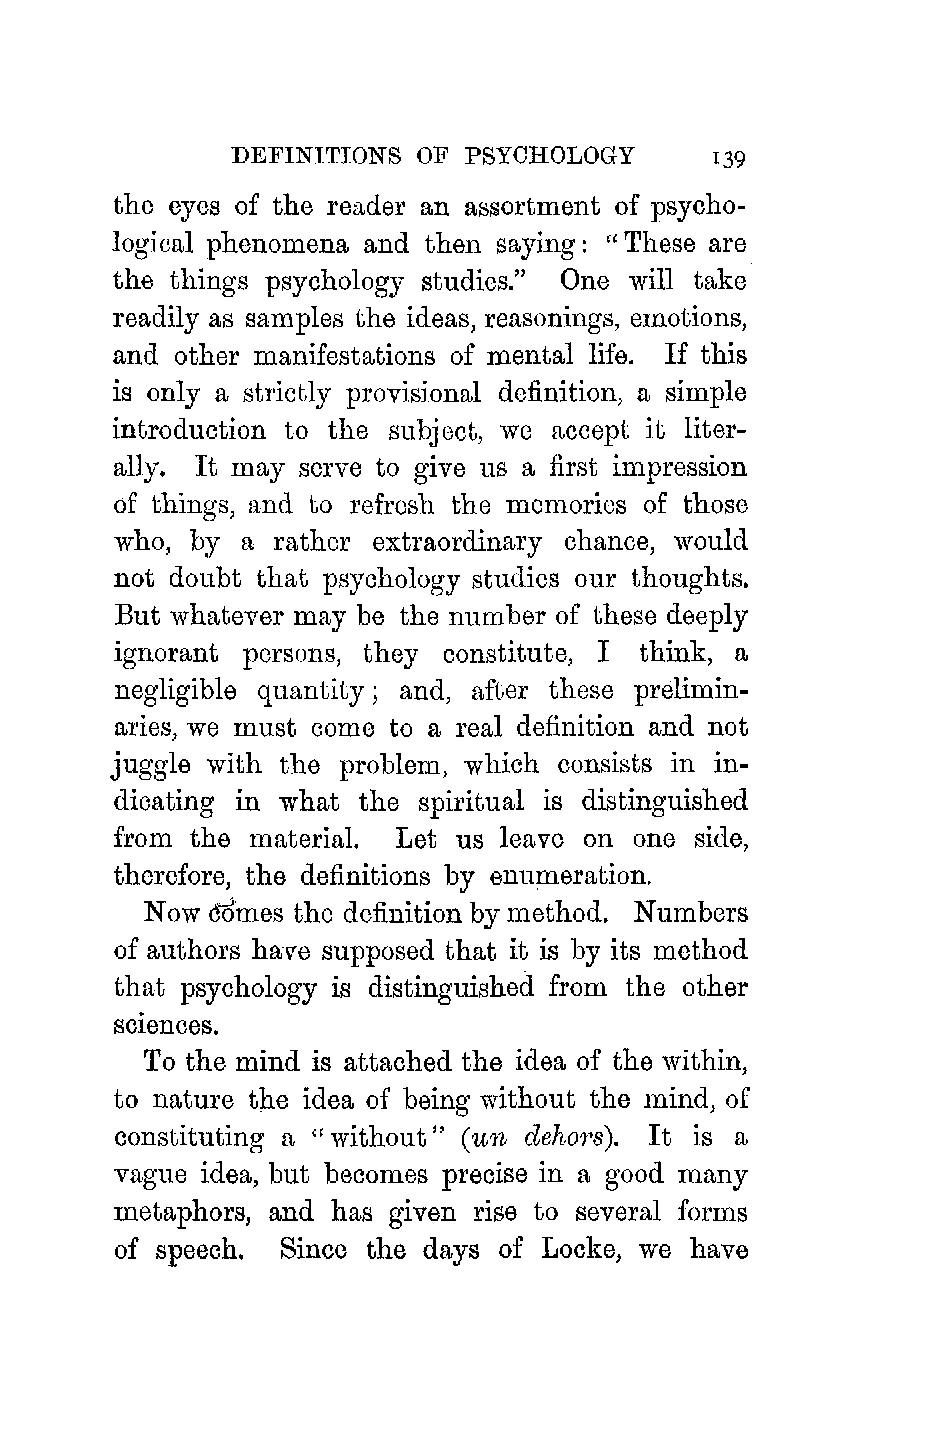 DEFINITIONS OF PSYCHOLOGY 139
the eyes of the reader an assortment of psycho-
logical phenomena and then saying: "These are
the things psychology studies." One will take
readily as samples the ideas, reasonings, emotions,
and other manifestations of mental life. If this
is only a strictly provisional definition, a simple
introduction to the subject, we accept it liter-
ally. It may serve to give us a first impression
of things, and to refresh the memories of those
who, by a rather extraordinary chance, would
not doubt that psychology studies our thoughts.
But whatever may be the number of these deeply
ignorant persons, they constitute, I think, a
negligible quantity; and, after these prelimin-
aries, we must come to a real definition and not
juggle with the problem, which consists in in-
dicating in what the spiritual is distinguished
from the material. Let us leave on one side,
therefore, the definitions by enumeration.
Now comes the definition by method. Numbers
of authors have supposed that it is by its method
that psychology is distinguished from the other
sciences.
To the mind is attached the idea of the within,
to nature the idea of being without the mind, of
constituting a "without" (un dehors). It is a
vague idea, but becomes precise in a good many
metaphors, and has given rise to several forms
of speech. Since the days of Locke, we have